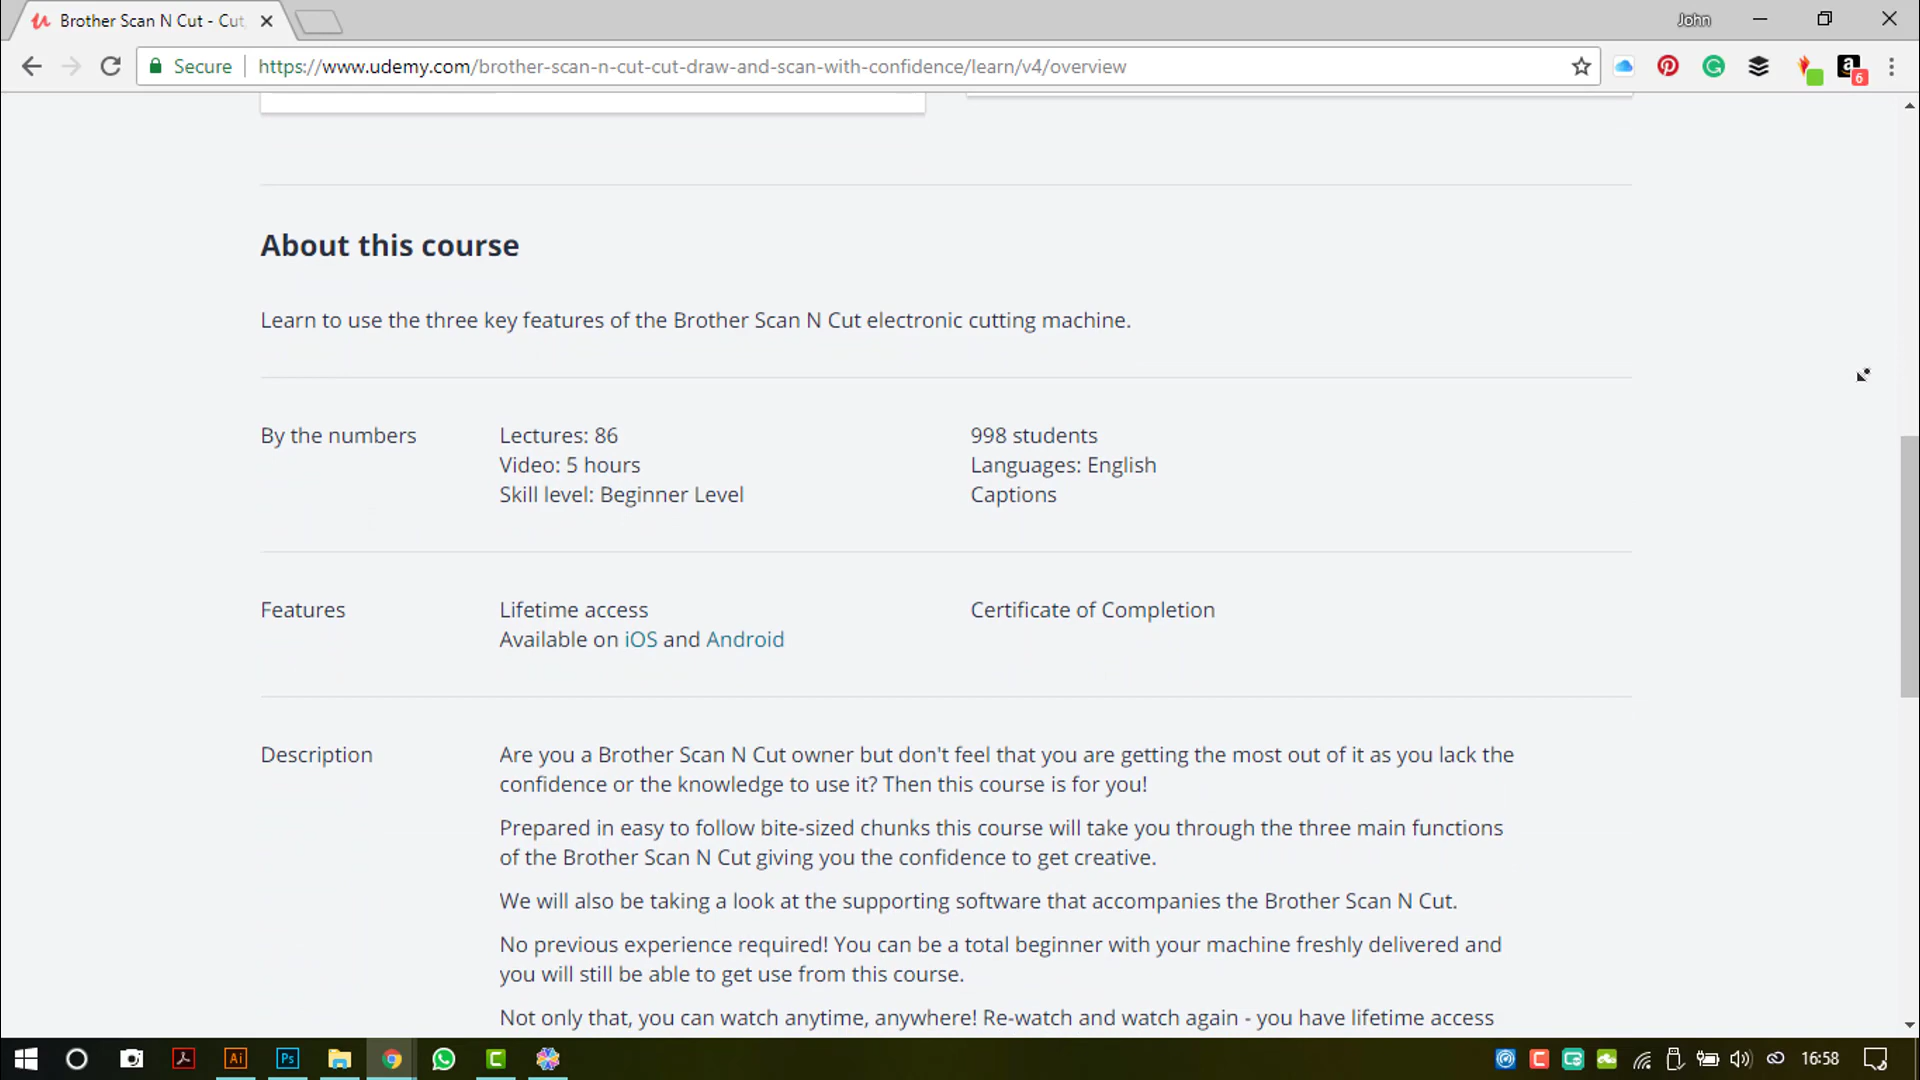 Brother Scan N Cut - Cut
John
Secure
https://www.udemy.com/brother-scan-n-cut-cut-draw-and-scan-with-confidence/learn/v4/overview
6
About this course
Learn to use the three key features of the Brother Scan N Cut electronic cutting machine.
By the numbers
Lectures: 86
Video: 5 hours
Skill level: Beginner Level
998 students
Languages: English
Captions
Features
Lifetime access
Available on iOS and Android
Certificate of Completion
Description
Are you a Brother Scan N Cut owner but don't feel that you are getting the most out of it as you lack the
confidence or the knowledge to use it? Then this course is for you!
Prepared in easy to follow bite-sized chunks this course will take you through the three main functions
of the Brother Scan N Cut giving you the confidence to get creative.
We will also be taking a look at the supporting software that accompanies the Brother Scan N Cut.
No previous experience required! You can be a total beginner with your machine freshly delivered and
you will still be able to get use from this course.
Not only that, you can watch anytime, anywhere! Re-watch and watch again - you have lifetime access
Ai
Ps
16:58